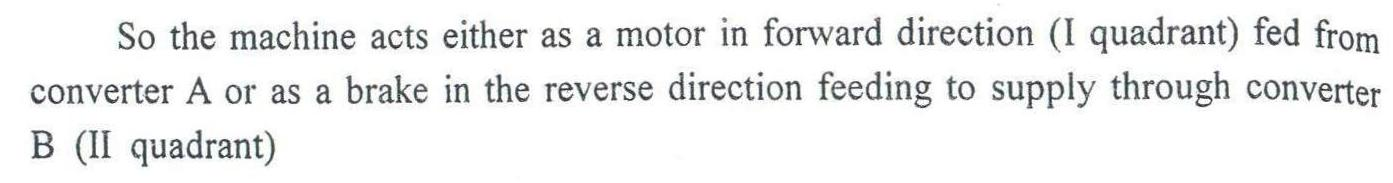 So the machine acts either as a motor in forward direction (I quadrant) fed from
converter A or as a brake in the reverse direction feeding to supply through converter
B (II quadrant)